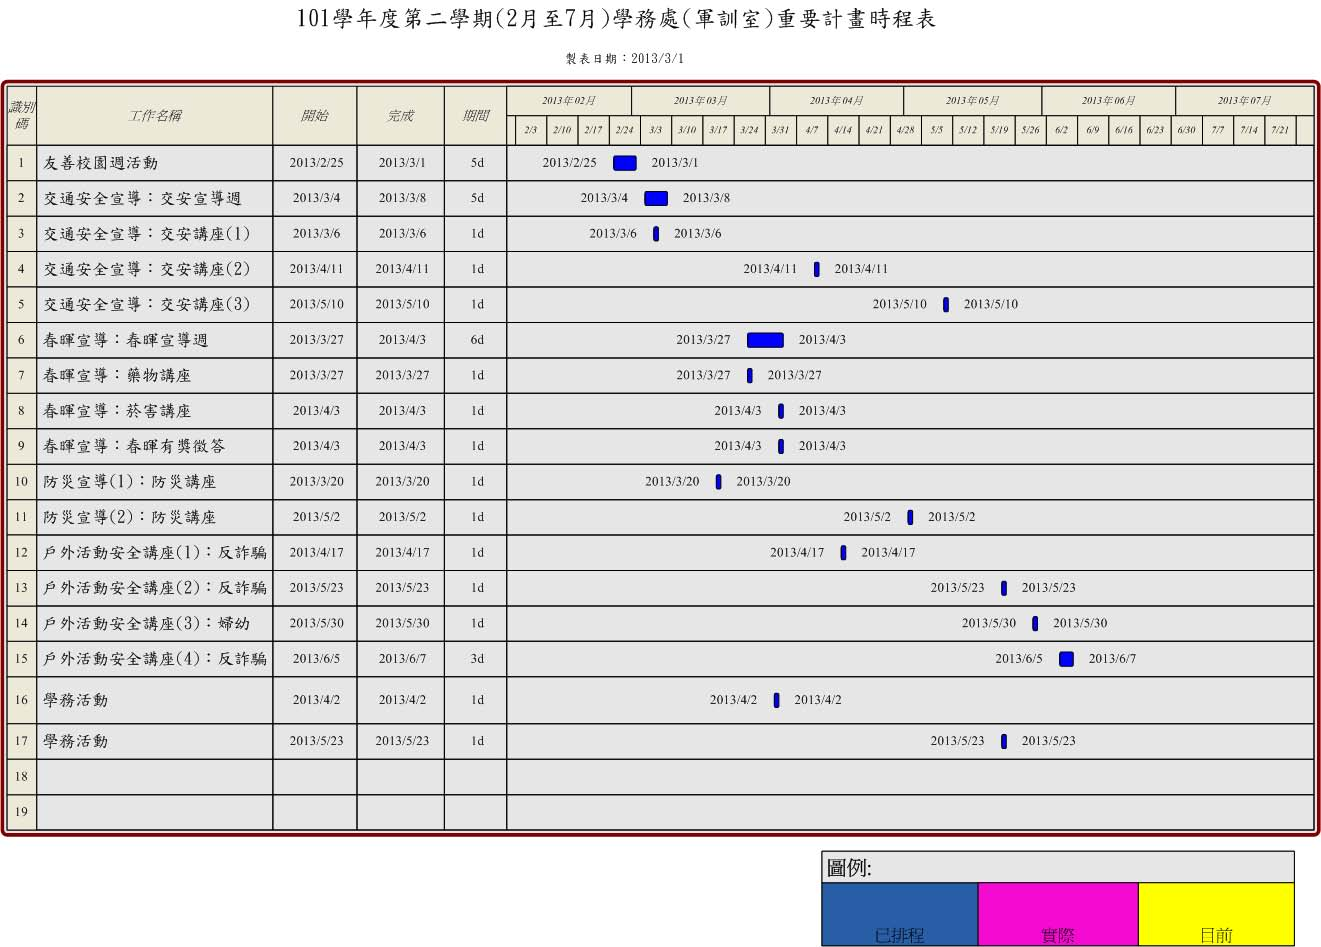 101學年度第二學期(2月至7月)學務處(軍訓室)重要計畫時程表
製表日期：2013/3/1
識別碼 工作名稱 開始 完成 期間 2013年02月 2013年03月 2013年04月 2013年05月 2013年06月 2013年07月
2/3 2/10 2/17 2/24 3/3 3/10 3/17 3/24 3/31 4/7 4/14 4/21 4/28 5/5 5/12 5/19 5/26 6/2 6/9 6/16 6/23 6/30 7/7 7/14 7/21
1 友善校園週活動 2013/2/25 2013/3/1 5d 2013/2/25 2013/3/1
2 交通安全宣導：交安宣導週 2013/3/4 2013/3/8 5d 2013/3/4 2013/3/8
3 交通安全宣導：交安講座(1) 2013/3/6 2013/3/6 1d 2013/3/6 2013/3/6
4 交通安全宣導：交安講座(2) 2013/4/11 2013/4/11 1d 2013/4/11 2013/4/11
5 交通安全宣導：交安講座(3) 2013/5/10 2013/5/10 1d 2013/5/10 2013/5/10
6 春暉宣導：春暉宣導週 2013/3/27 2013/4/3 6d 2013/3/27 2013/4/3
7 春暉宣導：藥物講座 2013/3/27 2013/3/27 1d 2013/3/27 2013/3/27
8 春暉宣導：菸害講座 2013/4/3 2013/4/3 1d 2013/4/3 2013/4/3
9 春暉宣導：春暉有獎徵答 2013/4/3 2013/4/3 1d 2013/4/3 2013/4/3
10 防災宣導(1)：防災講座 2013/3/20 2013/3/20 1d 2013/3/20 2013/3/20
11 防災宣導(2)：防災講座 2013/5/2 2013/5/2 1d 2013/5/2 2013/5/2
12 戶外活動安全講座(1)：反詐騙 2013/4/17 2013/4/17 1d 2013/4/17 2013/4/17
13 戶外活動安全講座(2)：反詐騙 2013/5/23 2013/5/23 1d 2013/5/23 2013/5/23
14 戶外活動安全講座(3)：婦幼 2013/5/30 2013/5/30 1d 2013/5/30 2013/5/30
15 戶外活動安全講座(4)：反詐騙 2013/6/5 2013/6/7 3d 2013/6/5 2013/6/7
16 學務活動 2013/4/2 2013/4/2 1d 2013/4/2 2013/4/2
17 學務活動 2013/5/23 2013/5/23 1d 2013/5/23 2013/5/23
18
19
圖例:
已排程 實際 目前